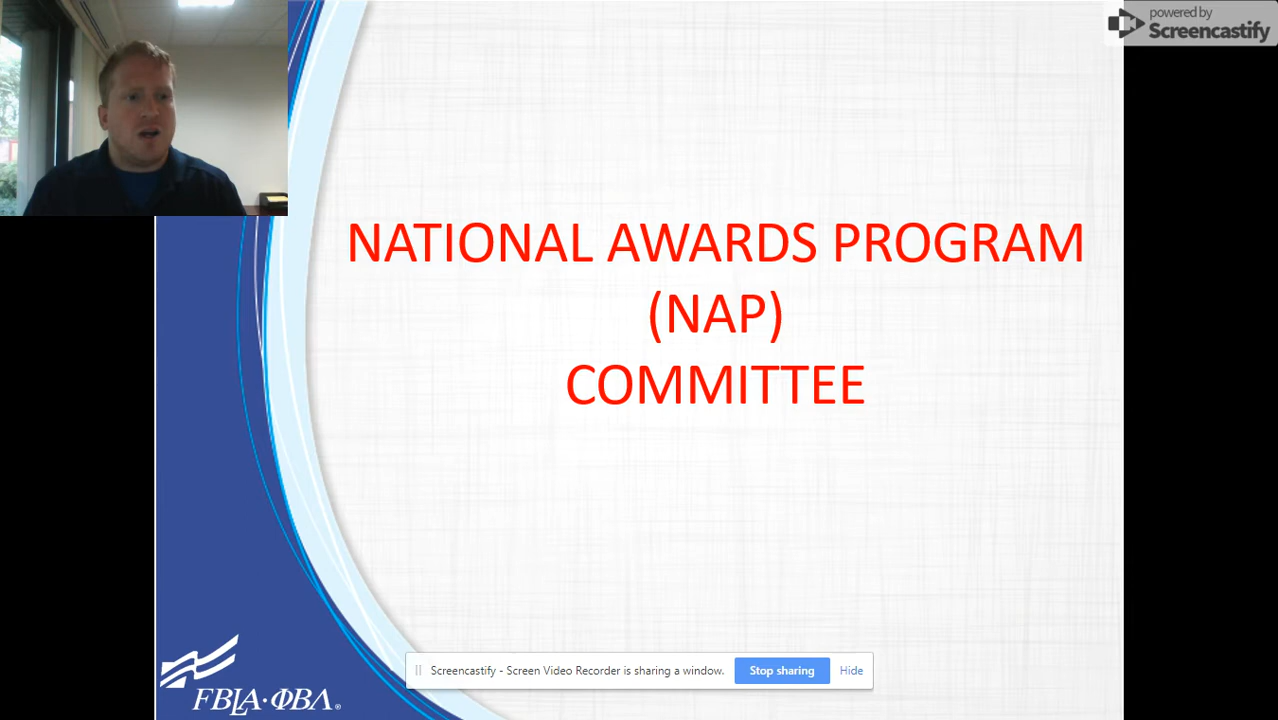 powered by
Screencastify
NATIONAL AWARDS PROGRAM
(NAP)
COMMITTEE
Screencastify - Screen Video Recorder is sharing a window.
Stop sharing
Hide
FBLA·ΦΒΛ®